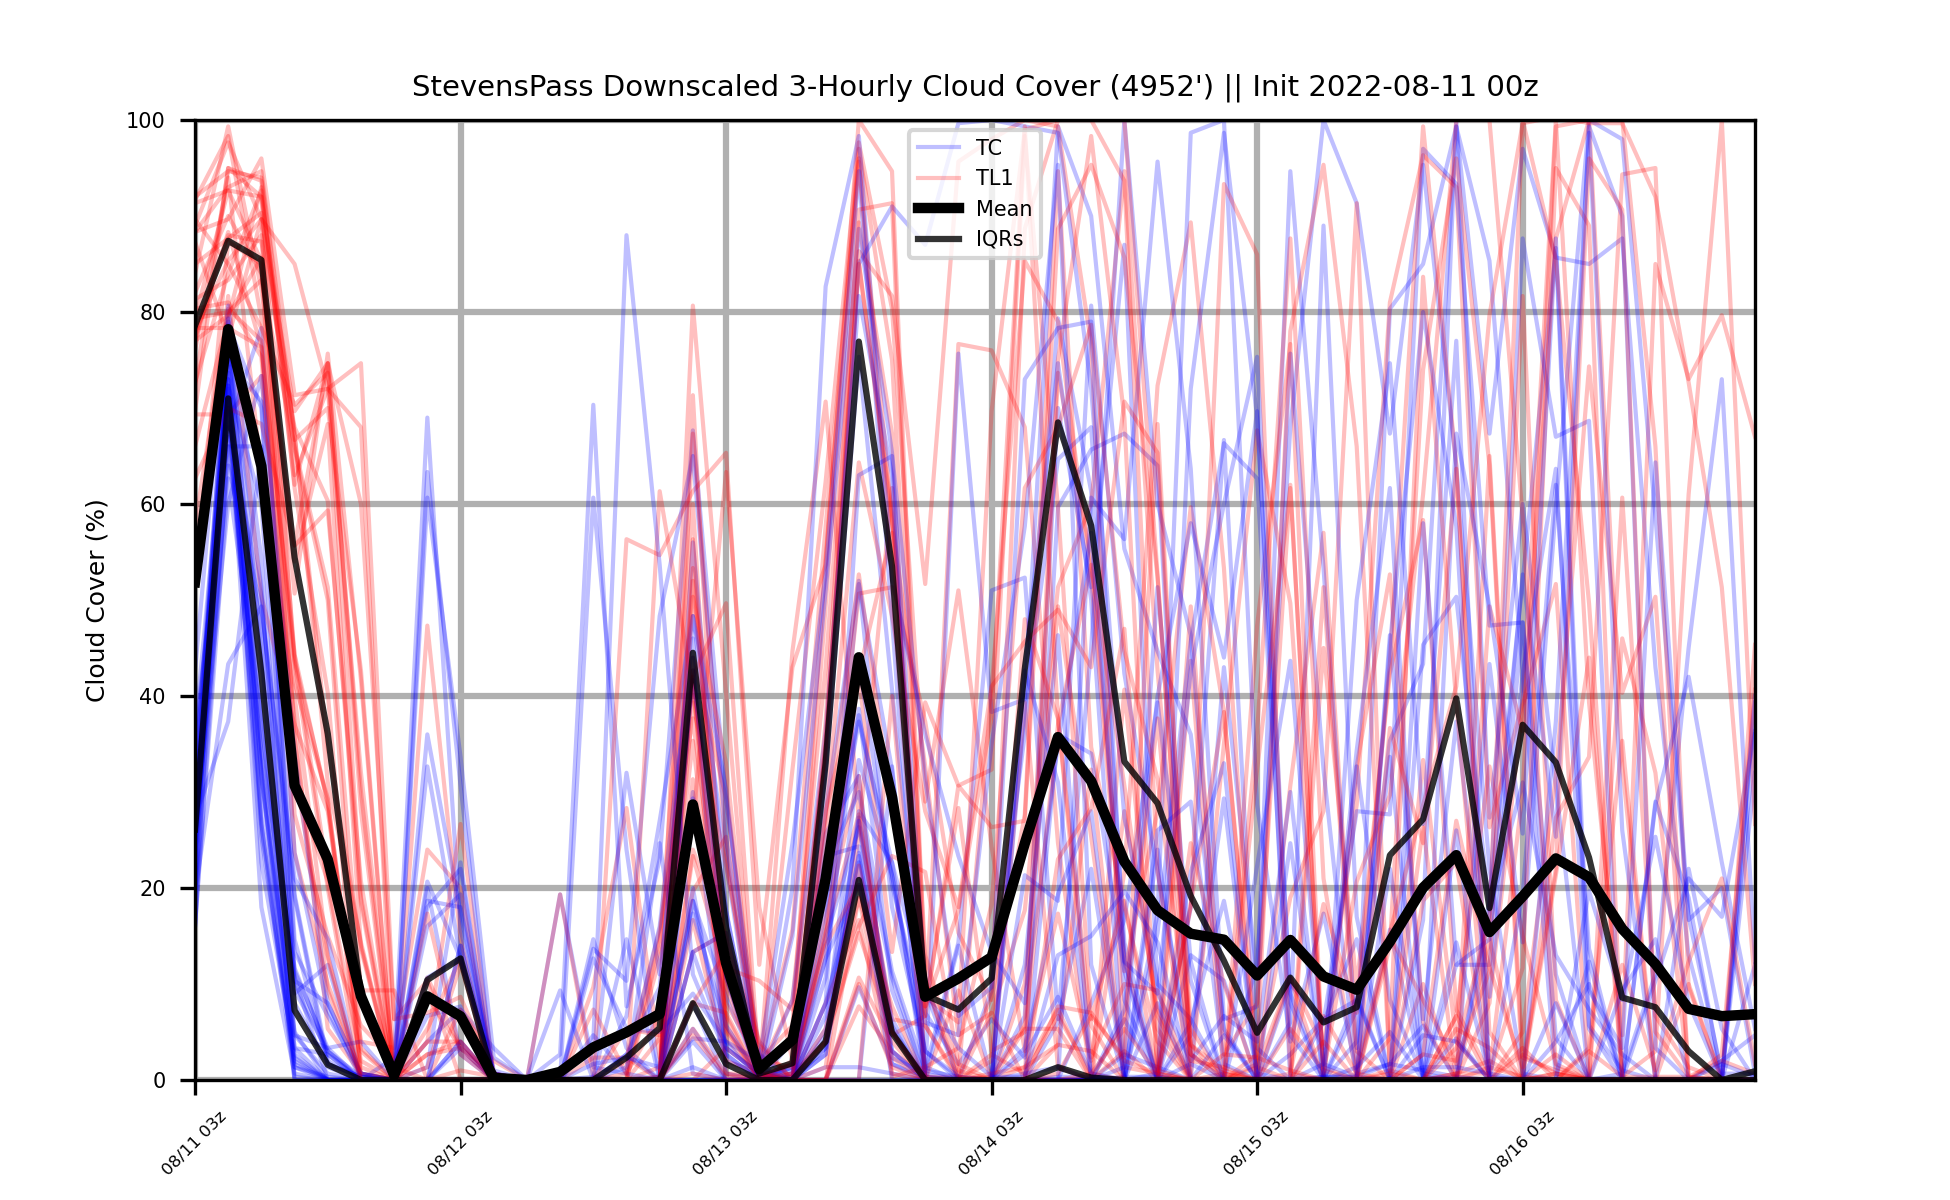 StevensPass Downscaled 3-Hourly Cloud Cover (4952') || Init 2022-08-11 00z
TC
TL1
Mean
IQRs
Cloud Cover (%)
100
80
60
40
20
0
08/11 03z
08/12 03z
08/13 03z
08/14 03z
08/15 03z
08/16 03z